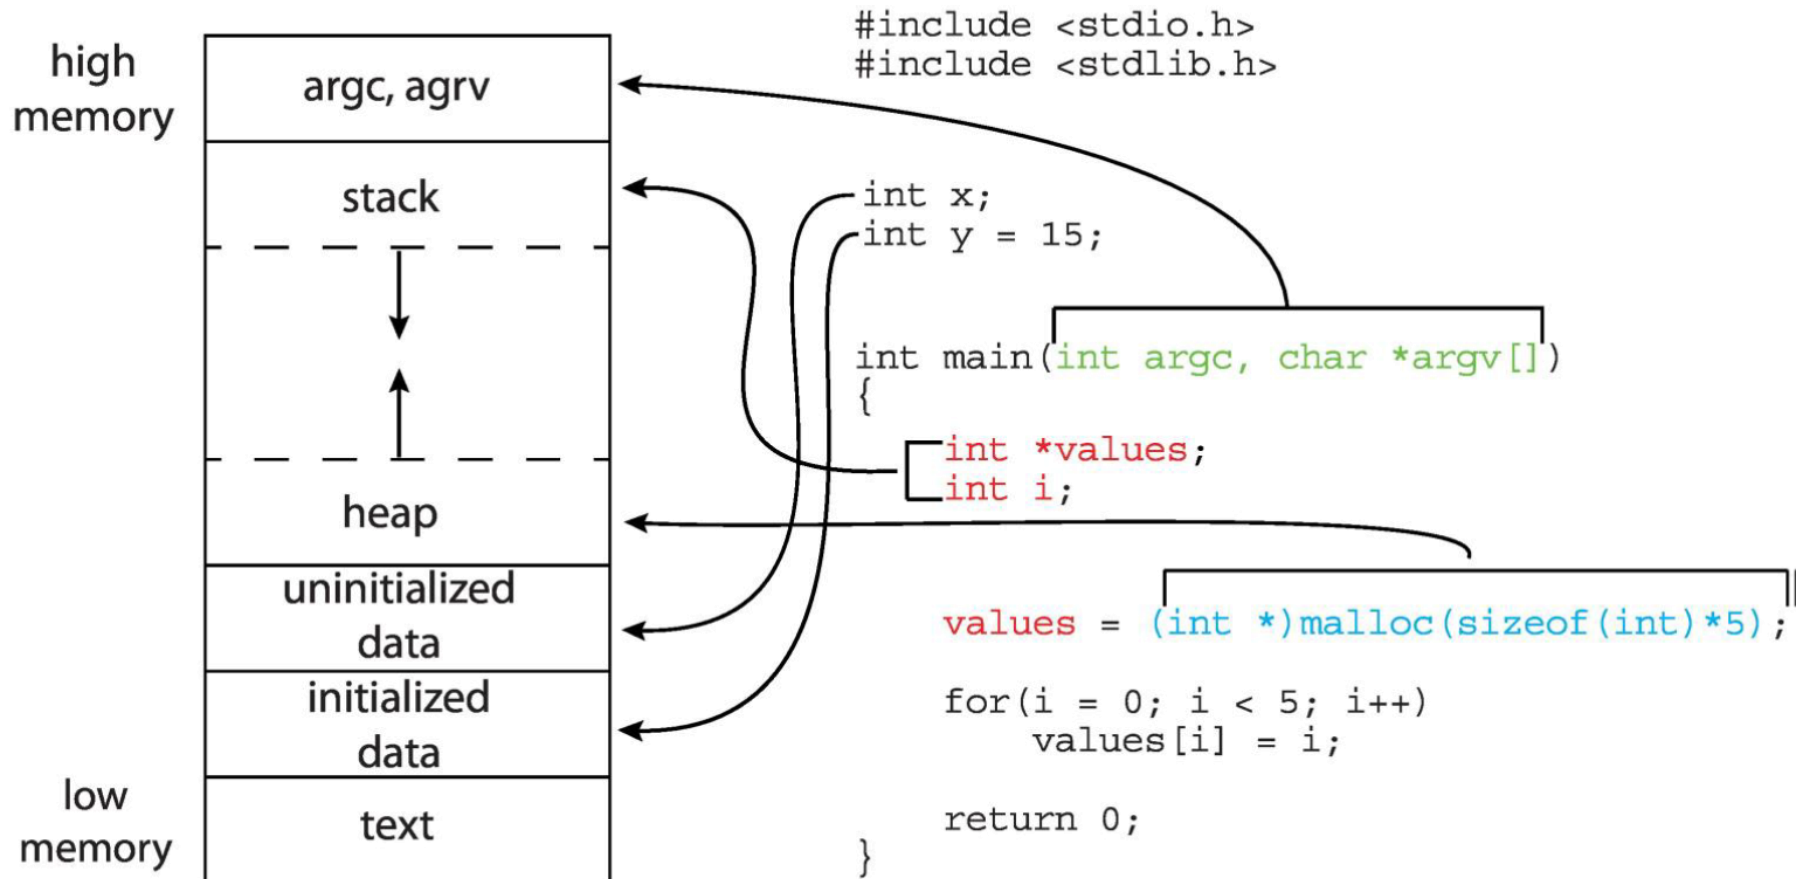 high
memory
argc, agrv
stack
heap
uninitialized
data
initialized
data
low
memory
text
#include <stdio.h>
#include <stdlib.h>
int x;
int y = 15;
int main(int argc, char *argv[])
{
int *values;
int i;
values = (int *)malloc(sizeof(int)*5);
for(i = 0; i < 5; i++)
values[i] = i;
return 0;
}